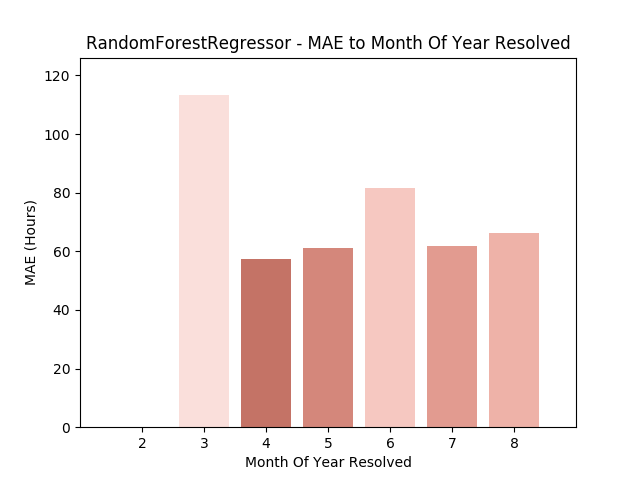 RandomForestRegressor - MAE to Month Of Year Resolved
120
100
80
60
40
20
0
MAE (Hours)
2 3 4 5 6 7 8
Month Of Year Resolved